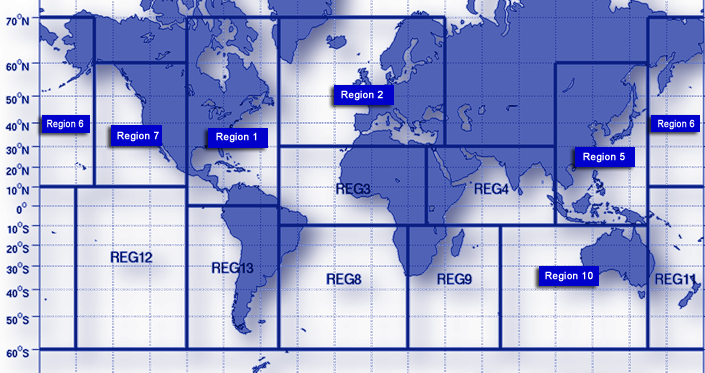 70°N
60°N
50°N
40°N
30°N
20°N
10°N
0°
10°S
20°S
30°S
40°S
50°S
60°S
Region 6
Region 7
Region 1
Region 2
Region 6
Region 5
REG3
REG4
REG12
REG13
REG8
REG9
Region 10
REG11